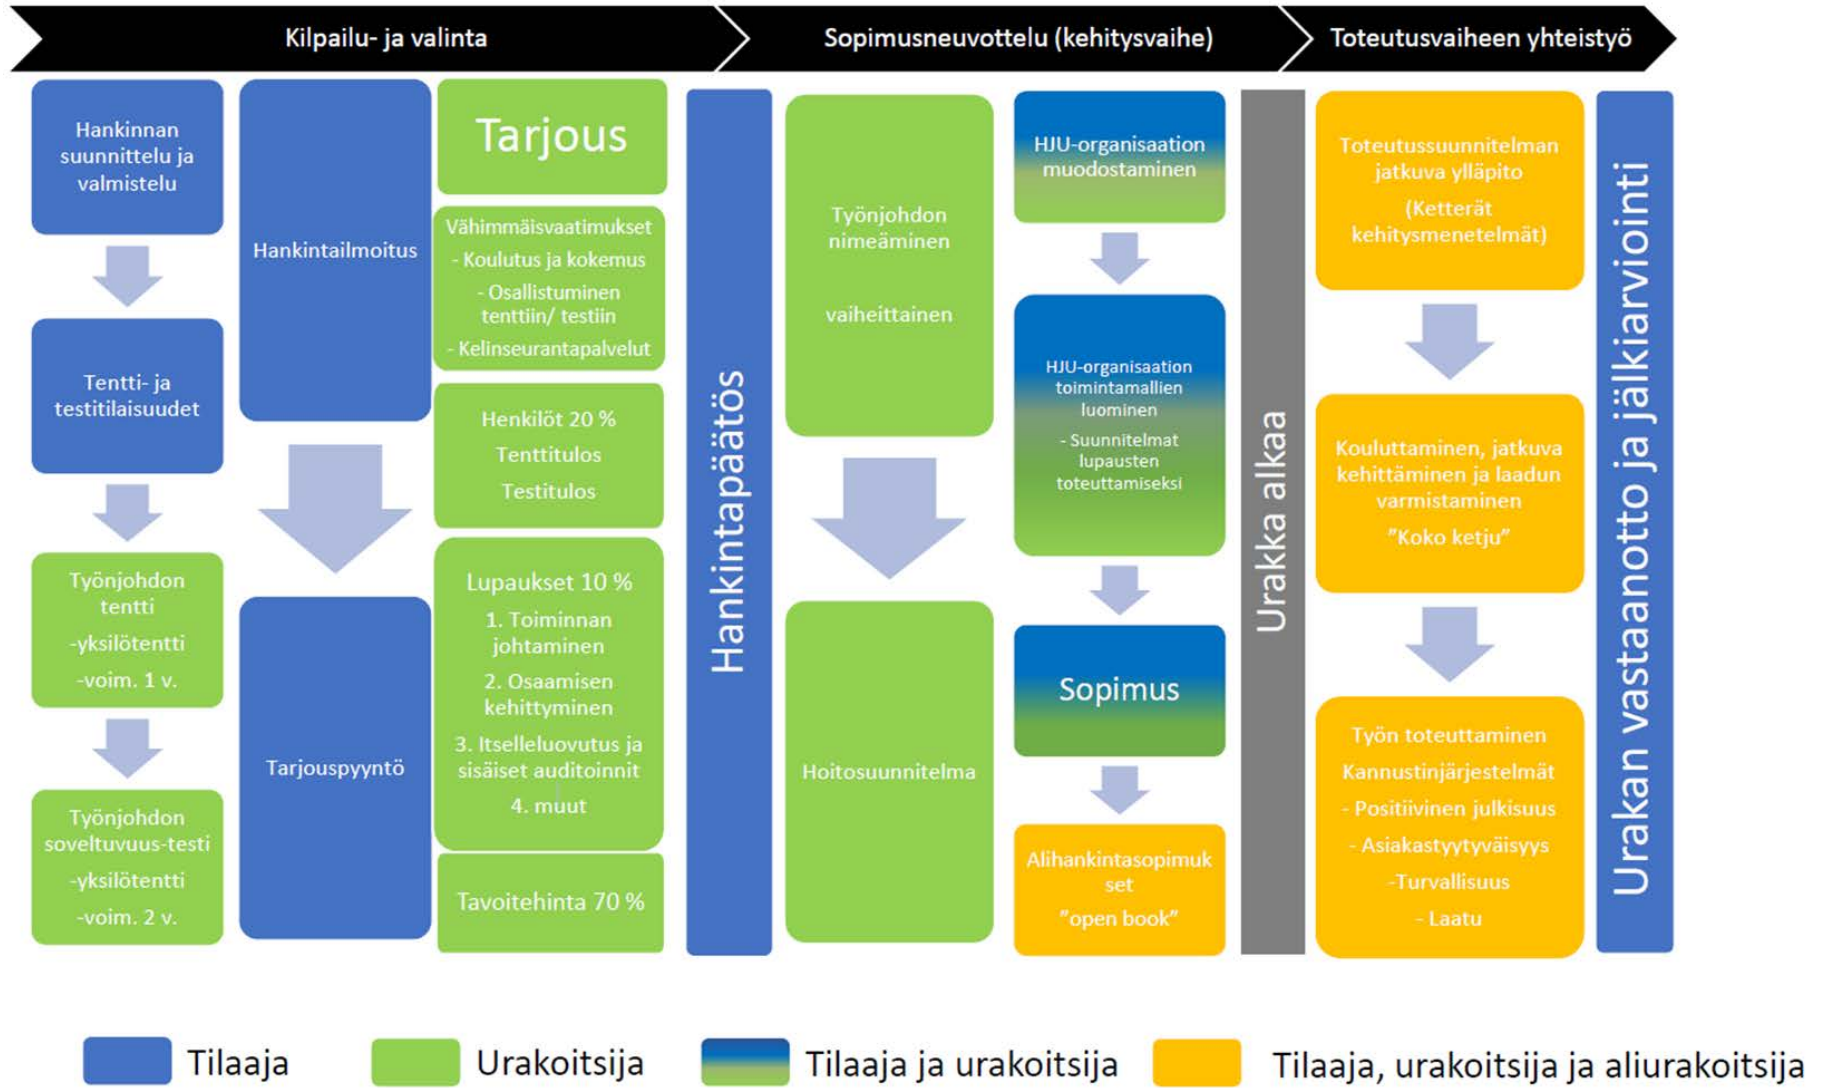 Kilpailu- ja valinta
Sopimusneuvottelu (kehitysvaihe)
Toteutusvaiheen yhteistyö
Hankinnan
suunnittelu ja
valmistelu
Tentti- ja
testitilaisuudet
Työnjohdon
tentti
-yksilötentti
-voim. 1 v.
Työnjohdon
soveltuvuus-testi
-yksilötentti
-voim. 2 v.
Hankintailmoitus
Tarjouspyyntö
Tarjous
Vähimmäisvaatimukset
- Koulutus ja kokemus
- Osallistuminen
tenttiin/ testiin
- Kelinseurantapalvelut
Henkilöt 20 %
Tenttitulos
Testitulos
Lupaukset 10 %
1. Toiminnan
johtaminen
2. Osaamisen
kehittyminen
3. Itselleluovutus ja
sisäiset auditoinnit
4. muut
Tavoitehinta 70 %
Hankintapäätös
Työnjohdon
nimeäminen
vaiheittainen
Hoitosuunnitelma
HJU-organisaation
muodostaminen
HJU-organisaation
toimintamallien
luominen
- Suunnitelmat
lupausten
toteuttamiseksi
Sopimus
Alihankintasopimuk
set
"open book"
Urakka alkaa
Toteutussuunnitelman
jatkuva ylläpito
(Ketterät
kehitysmenetelmät)
Kouluttaminen, jatkuva
kehittäminen ja laadun
varmistaminen
"Koko ketju"
Työn toteuttaminen
Kannustinjärjestelmät
- Positiivinen julkisuus
- Asiakastyytyväisyys
-Turvallisuus
- Laatu
Urakan vastaanotto ja jälkiarviointi
Tilaaja
Urakoitsija
Tilaaja ja urakoitsija
Tilaaja, urakoitsija ja aliurakoitsija